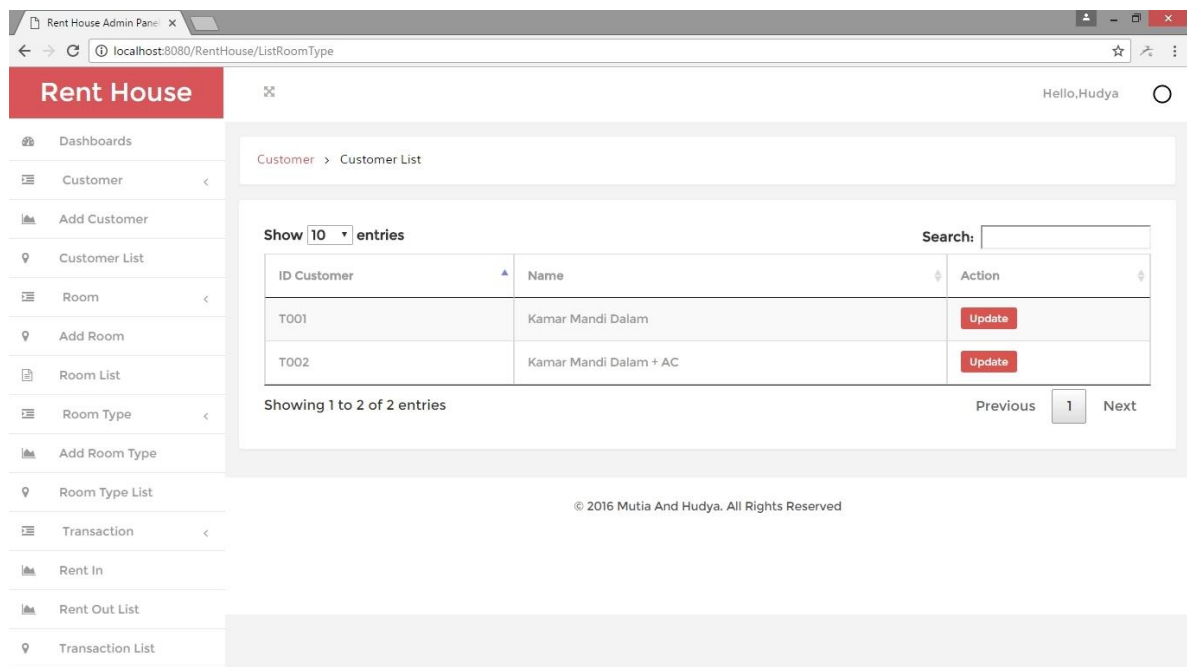 Rent House Admin Pane
localhost:8080/RentHouse/ListRoomType
Rent House
Hello,Hudya
Dashboards
Customer
Add Customer
Customer List
Room
Add Room
Room List
Room Type
Add Room Type
Room Type List
Transaction
Rent In
Rent Out List
Transaction List
Customer > Customer List
Show 10 entries
Search:
ID Customer Name Action
T001 Kamar Mandi Dalam Update
T002 Kamar Mandi Dalam + AC Update
Showing 1 to 2 of 2 entries
Previous 1 Next
© 2016 Mutia And Hudya. All Rights Reserved